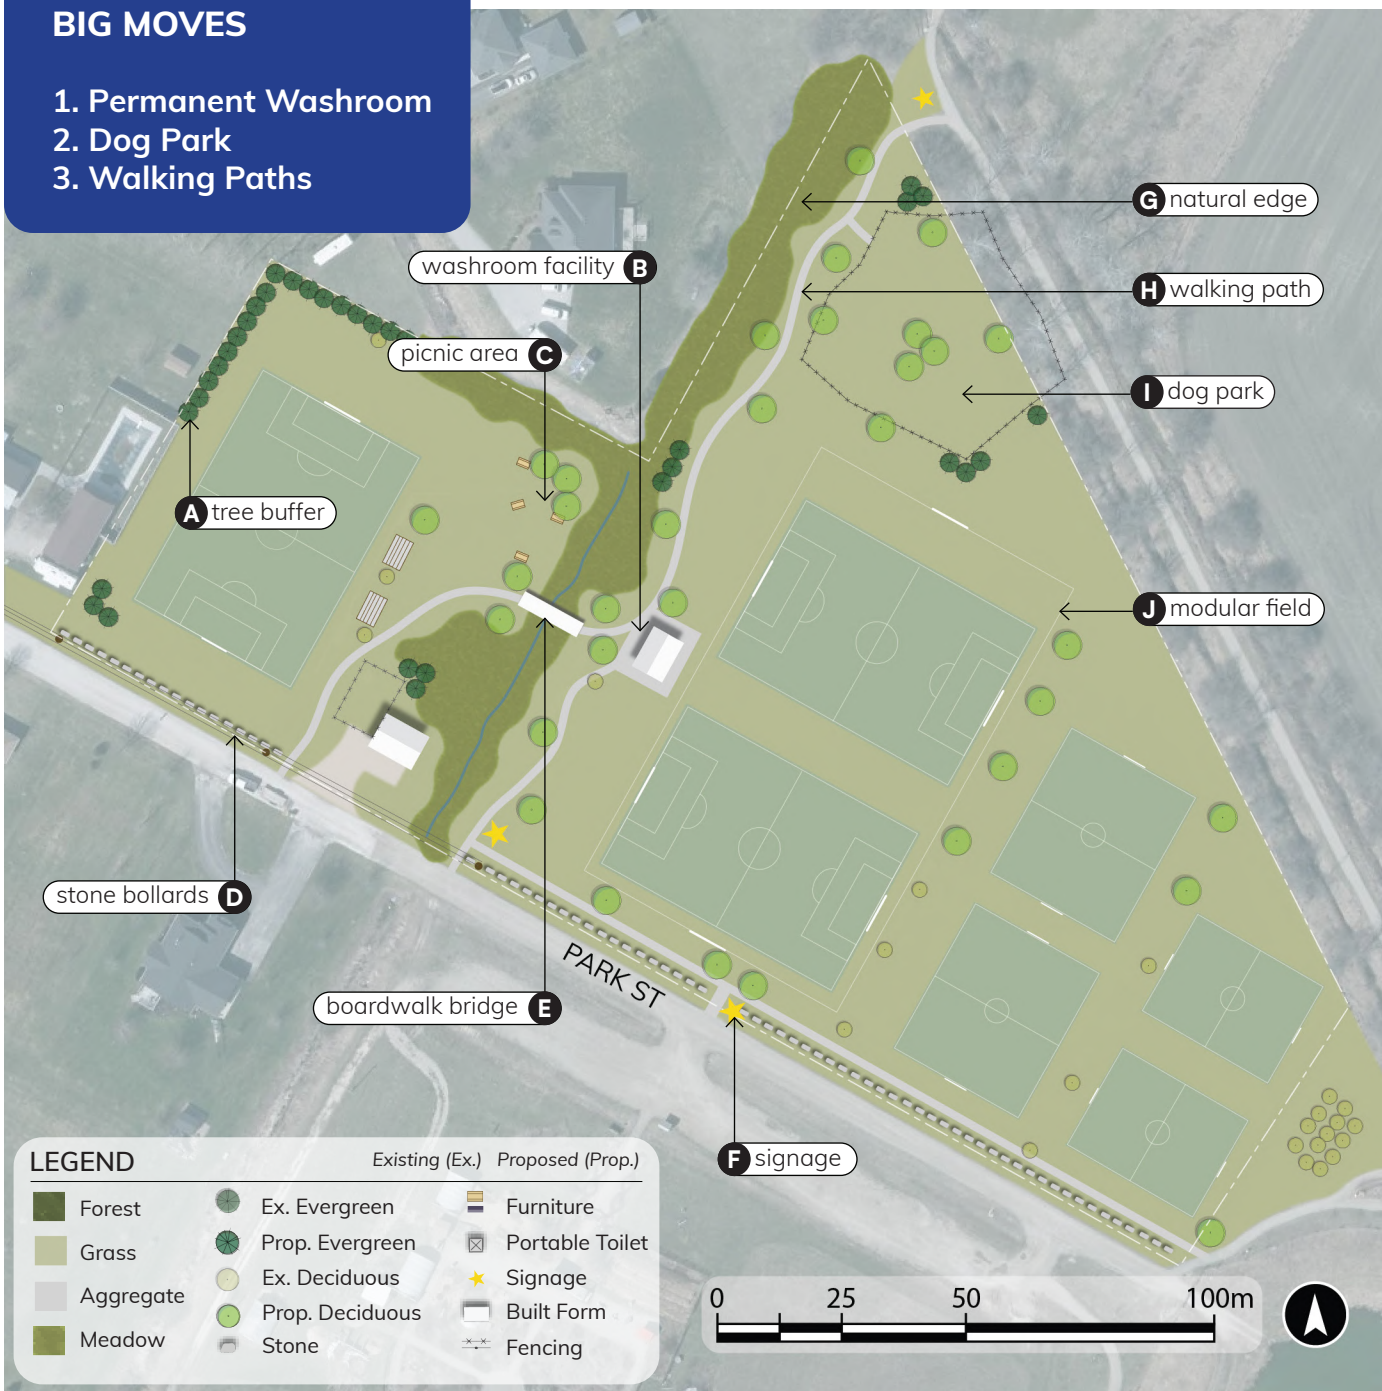 BIG MOVES
1. Permanent Washroom
2. Dog Park
3. Walking Paths
G natural edge
washroom facility B
H walking path
picnic area C
I dog park
A tree buffer
J modular field
stone bollards D
PARK ST
boardwalk bridge E
F signage
LEGEND
Existing (Ex.) Proposed (Prop.)
Forest
Grass
Aggregate
Meadow
Ex. Evergreen
Prop. Evergreen
Ex. Deciduous
Prop. Deciduous
Stone
Furniture
Portable Toilet
Signage
Built Form
Fencing
0 25 50 100m